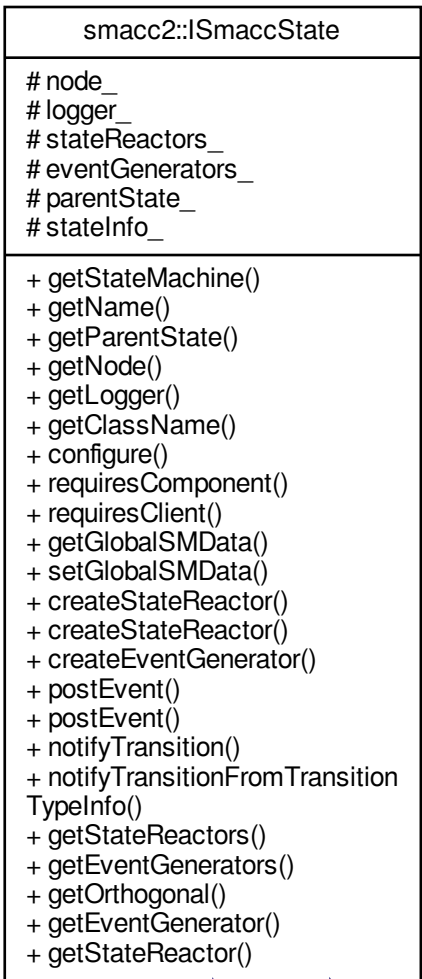 smacc2::ISmaccState
# node_
# logger_
# stateReactors_
# eventGenerators_
# parentState_
# stateInfo_
+ getStateMachine()
+ getName()
+ getParentState()
+ getNode()
+ getLogger()
+ getClassName()
+ configure()
+ requiresComponent()
+ requiresClient()
+ getGlobalSMData()
+ setGlobalSMData()
+ createStateReactor()
+ createStateReactor()
+ createEventGenerator()
+ postEvent()
+ postEvent()
+ notifyTransition()
+ notifyTransitionFromTransition
TypeInfo()
+ getStateReactors()
+ getEventGenerators()
+ getOrthogonal()
+ getEventGenerator()
+ getStateReactor()